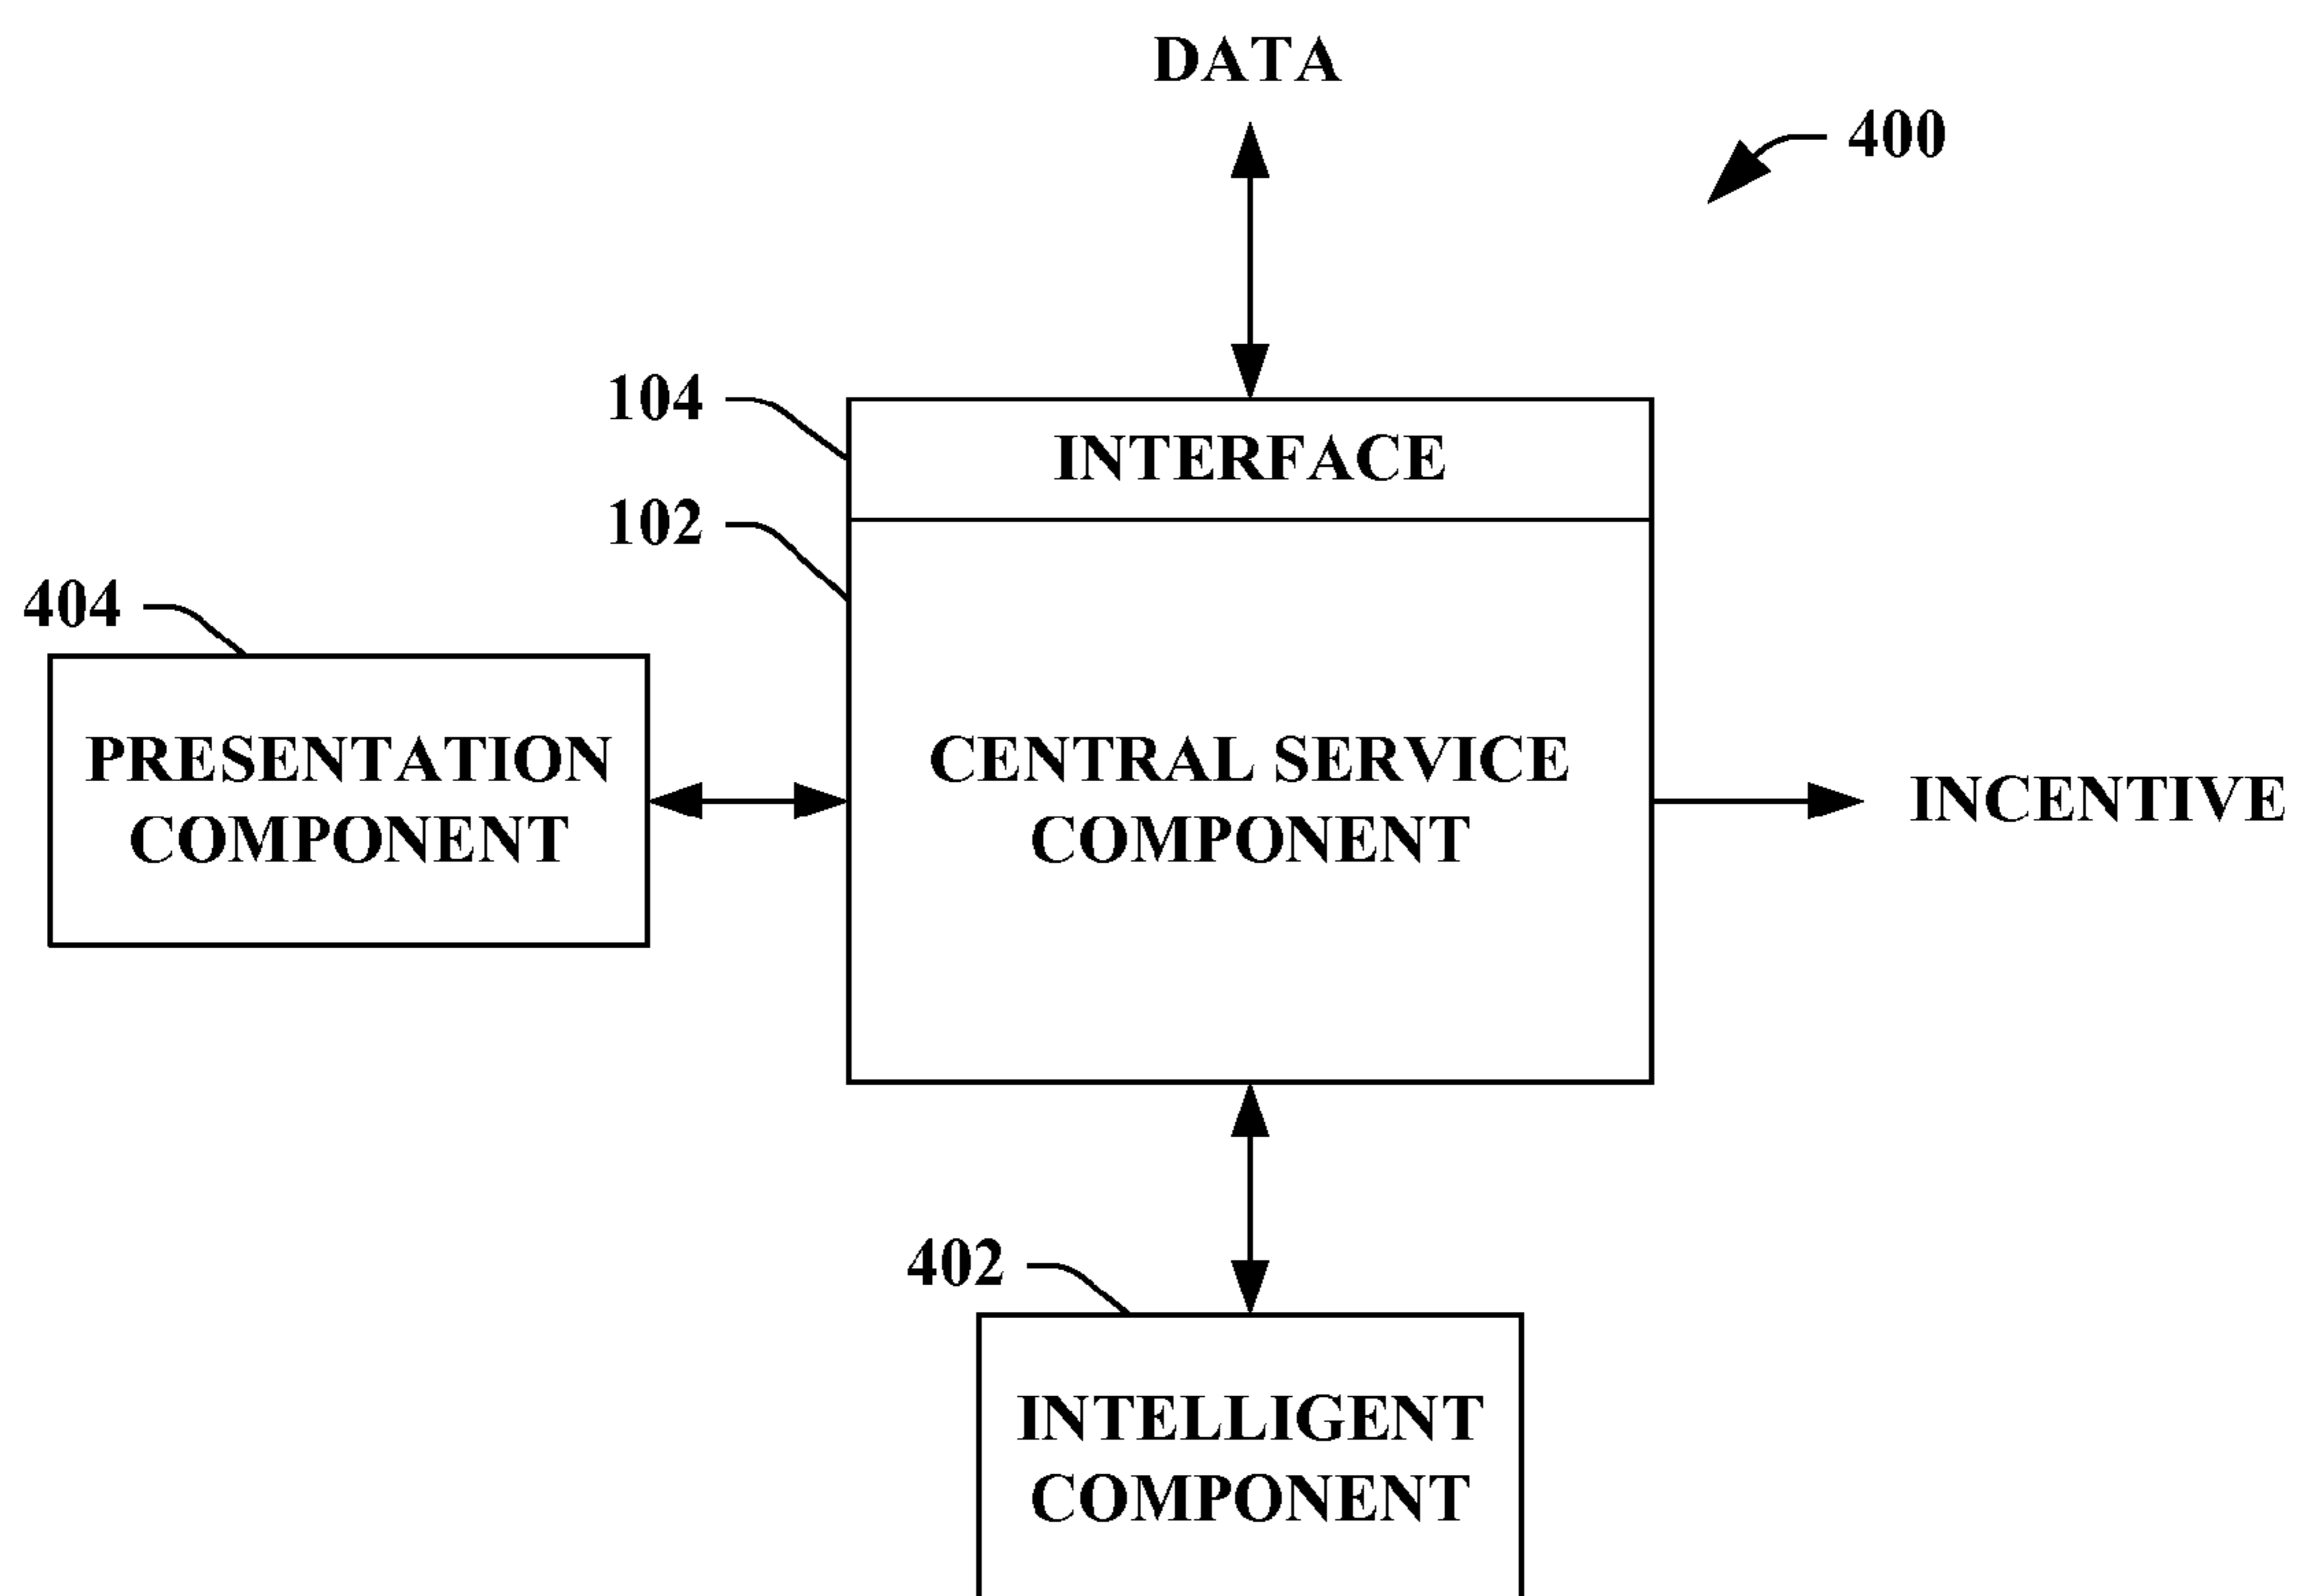 DATA
400
104
INTERFACE
102
404
PRESENTATION
COMPONENT
CENTRAL SERVICE
COMPONENT
INCENTIVE
402
INTELLIGENT
COMPONENT